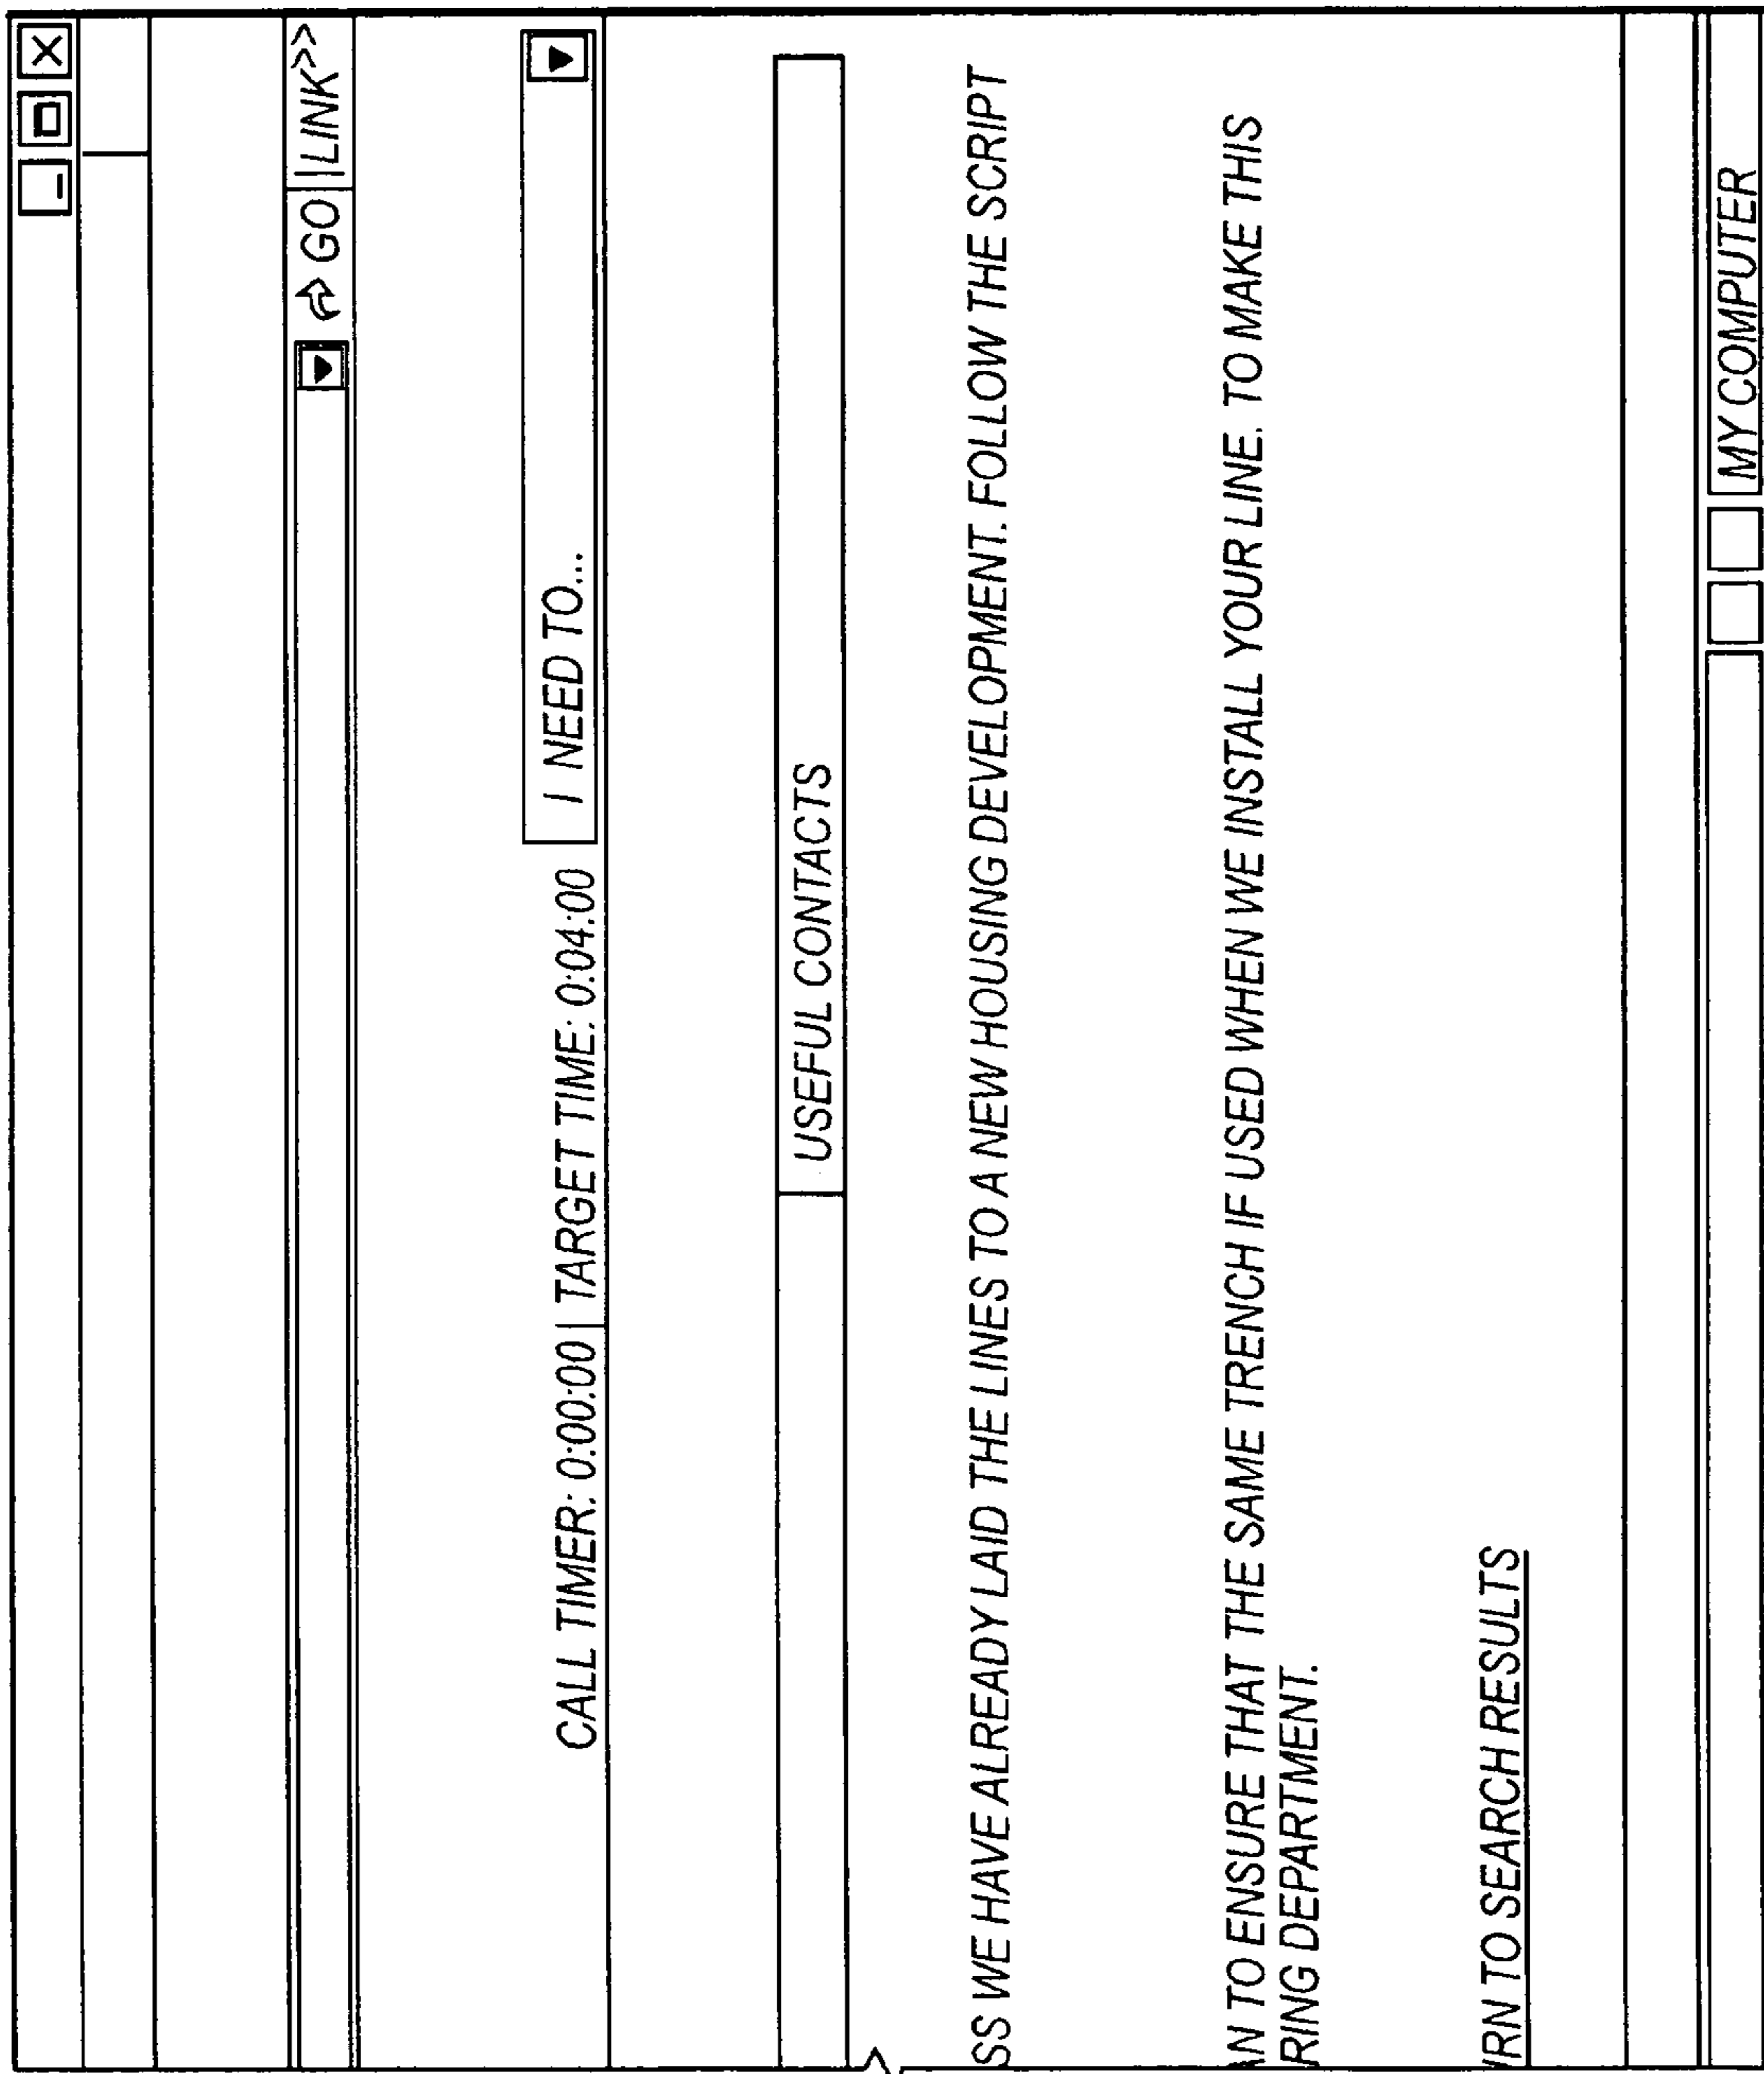 GO | LINK >>
CALL TIMER: 0:00:00 | TARGET TIME: 0:04:00 I NEED TO...
USEFUL CONTACTS
SS WE HAVE ALREADY LAID THE LINES TO A NEW HOUSING DEVELOPMENT. FOLLOW THE SCRIPT
AN TO ENSURE THAT THE SAME TRENCH IF USED WHEN WE INSTALL YOUR LINE. TO MAKE THIS
RING DEPARTMENT.
RN TO SEARCH RESULTS
MY COMPUTER